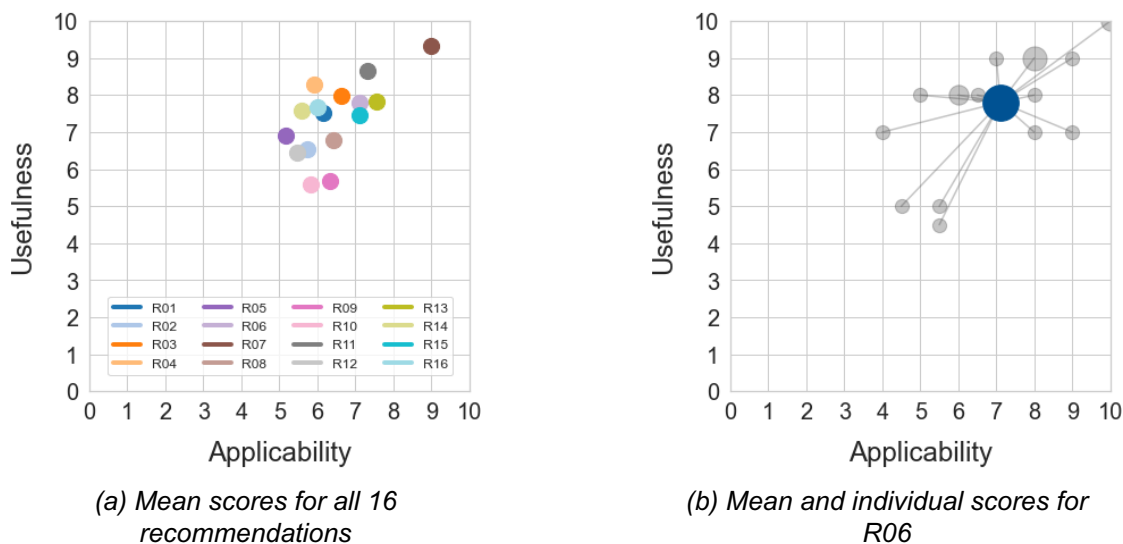 10
9
8
7
6
5
4
3
2
1
0
Usefulness
R01 R05 R09 R13
R02 R06 R10 R14
R03 R07 R11 R15
R04 R08 R12 R16
0 1 2 3 4 5 6 7 8 9 10
Applicability
(a) Mean scores for all 16
recommendations
10
9
8
7
6
5
4
3
2
1
0
Usefulness
0 1 2 3 4 5 6 7 8 9 10
Applicability
(b) Mean and individual scores for
R06